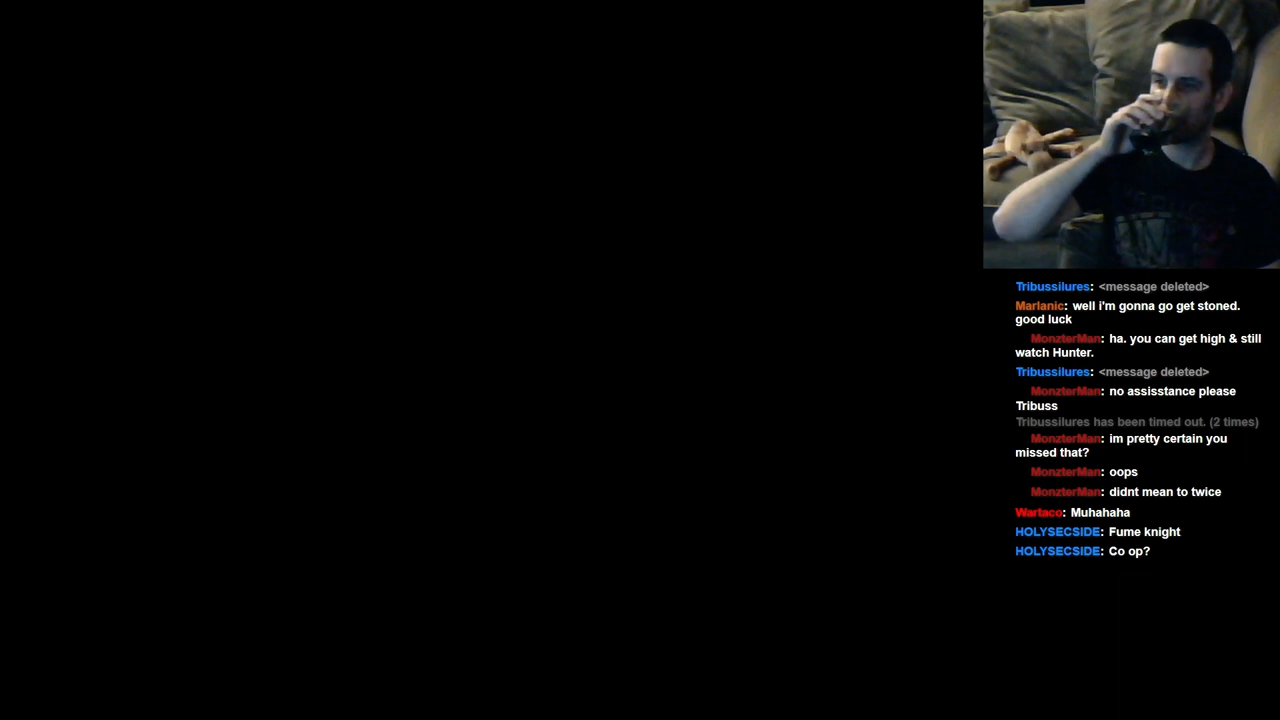 Tribussilures: <message deleted>
Marlanic: well i'm gonna go get stoned.
good luck
MonzterMan: ha. you can get high & still
watch Hunter.
Tribussilures: <message deleted>
MonzterMan: no assisstance please
Tribuss
Tribussilures has been timed out. (2 times)
MonzterMan: im pretty certain you
missed that?
MonzterMan: oops
MonzterMan: didnt mean to twice
Wartaco: Muhahaha
HOLYSECSIDE: Fume knight
HOLYSECSIDE: Co op?